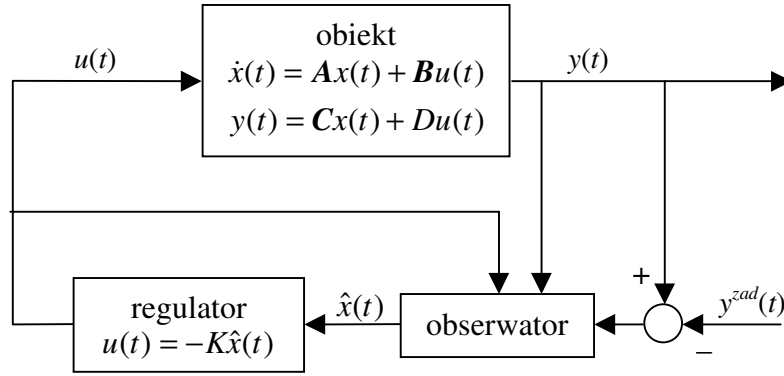 obiekt
u(t)
ẋ(t) = Ax(t) + Bu(t)
y(t)
y(t) = Cx(t) + Du(t)
+
regulator
x̂(t)
obserwator
y^{zad}(t)
u(t) = −Kx̂(t)
−